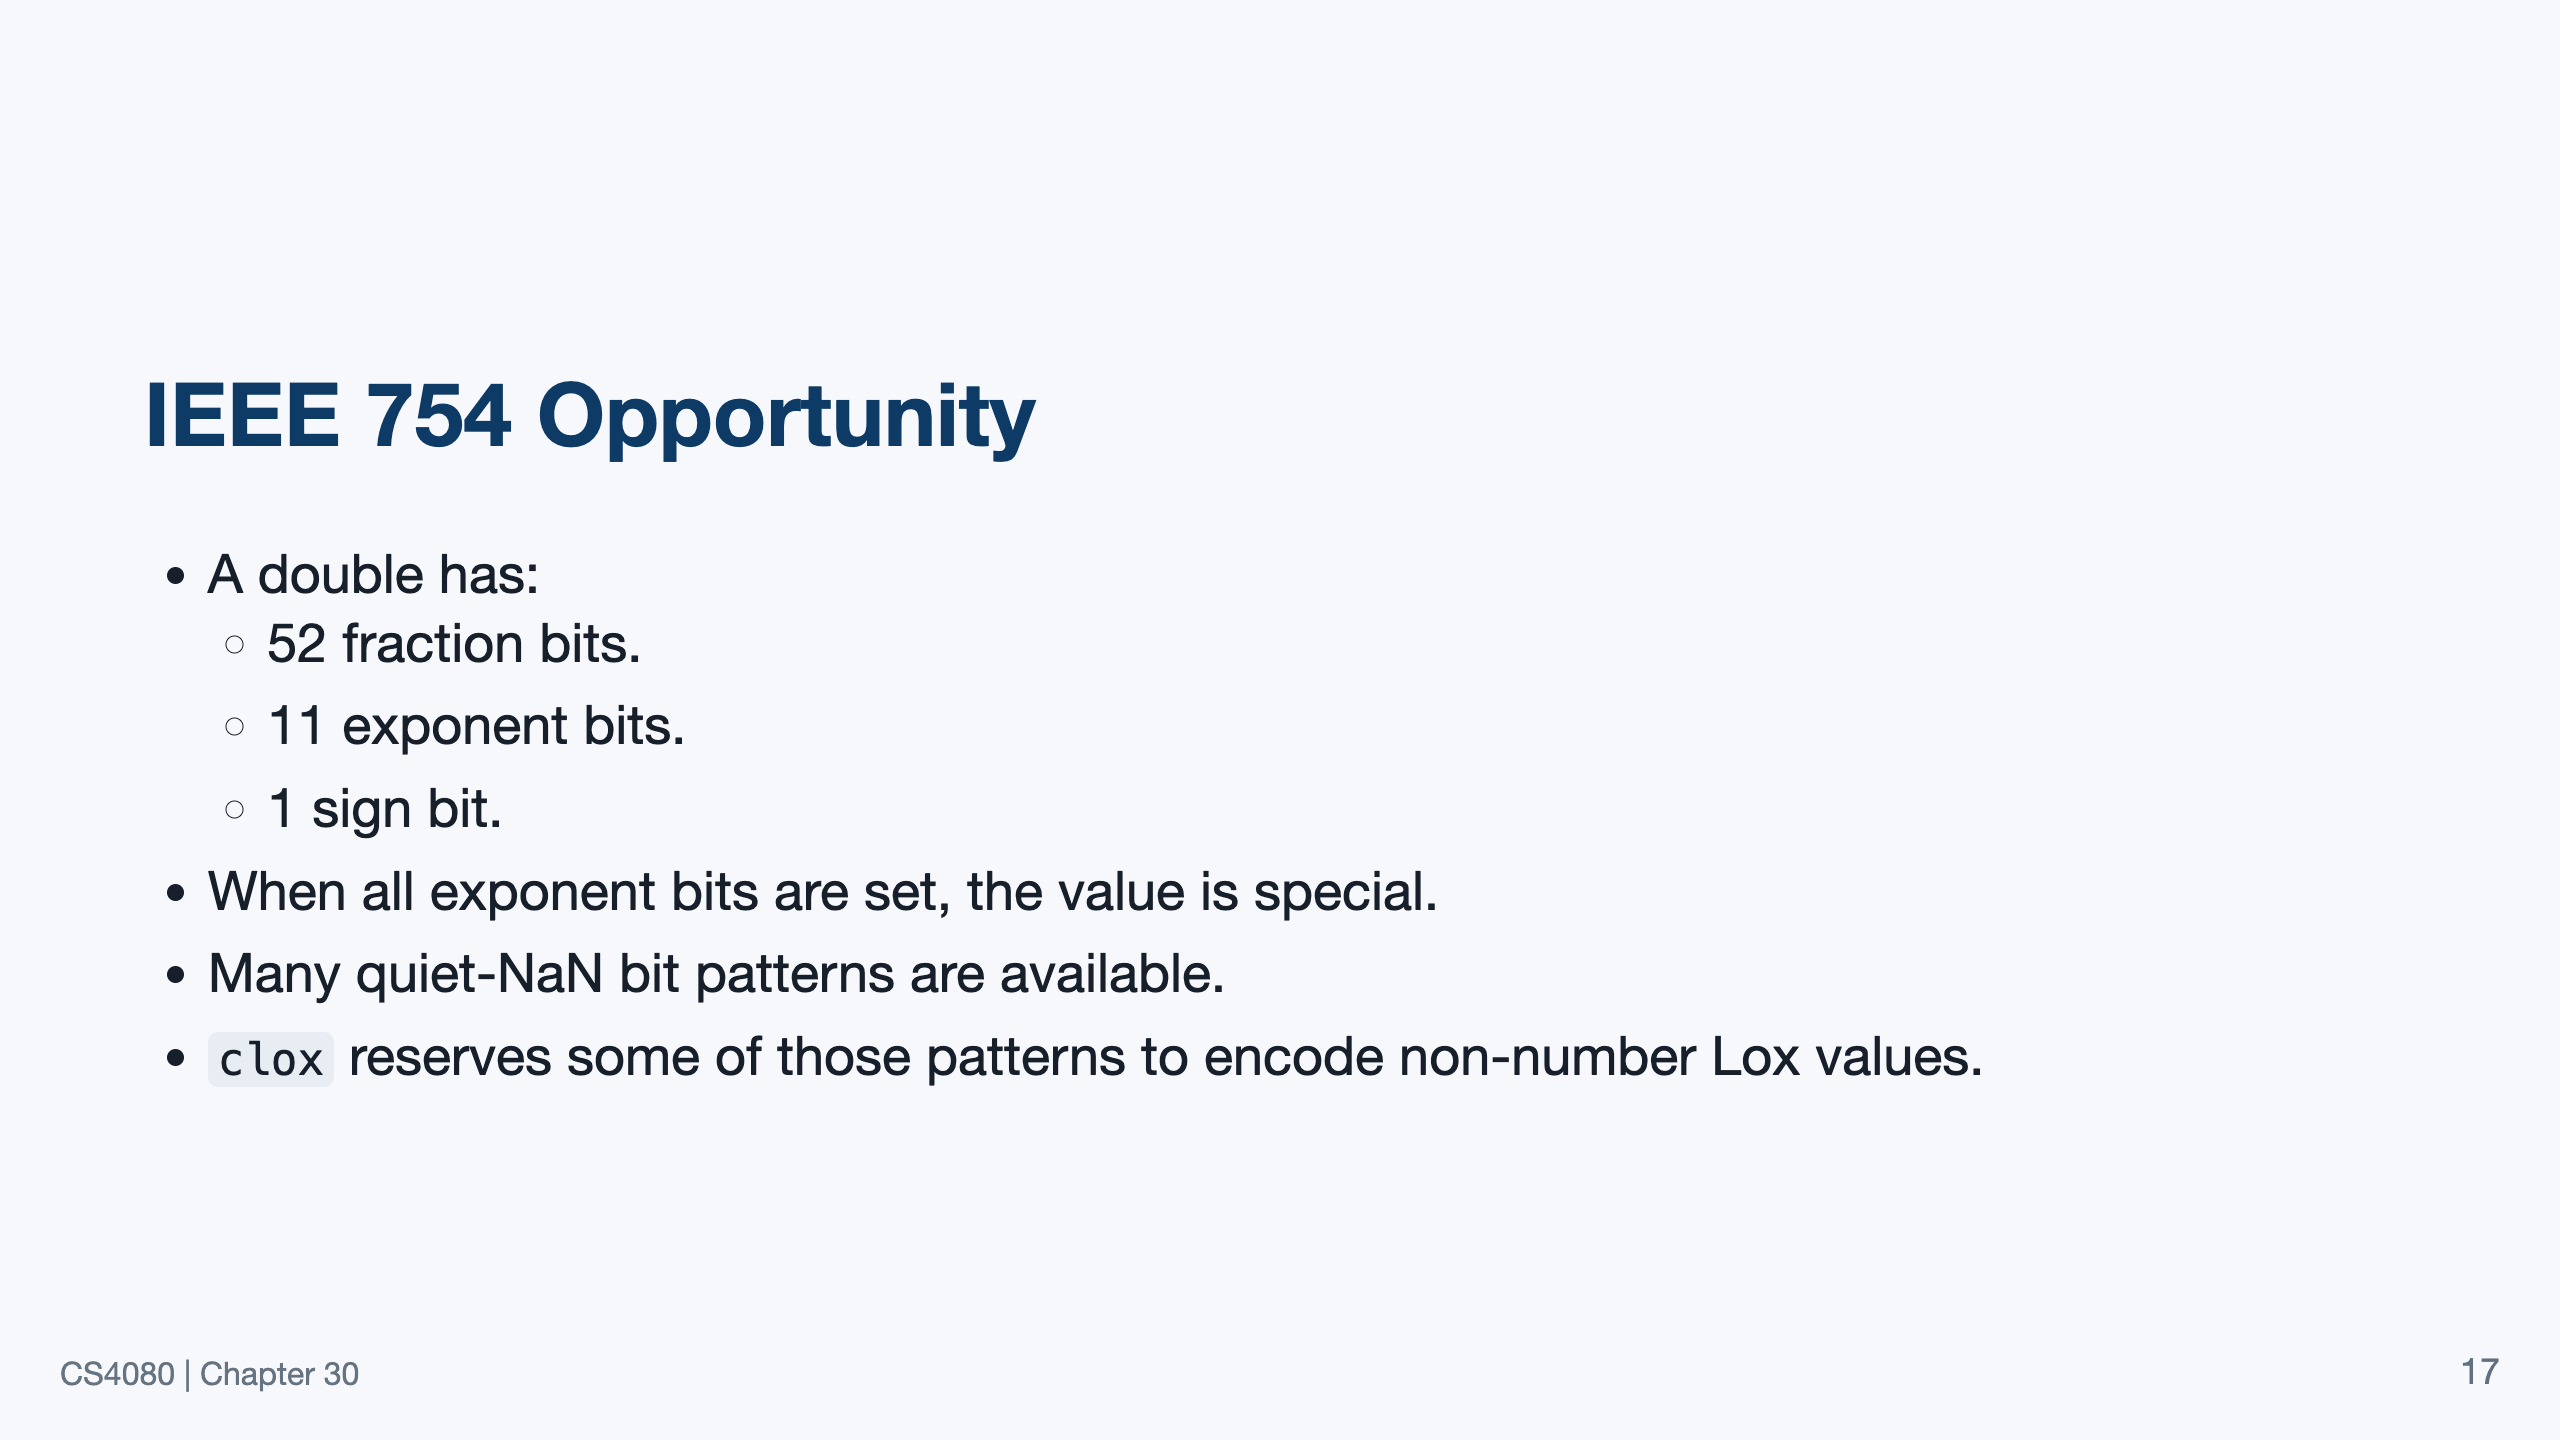 IEEE 754 Opportunity
A double has:
52 fraction bits.
11 exponent bits.
1 sign bit.
When all exponent bits are set, the value is special.
Many quiet-NaN bit patterns are available.
clox reserves some of those patterns to encode non-number Lox values.
CS4080 | Chapter 30
17